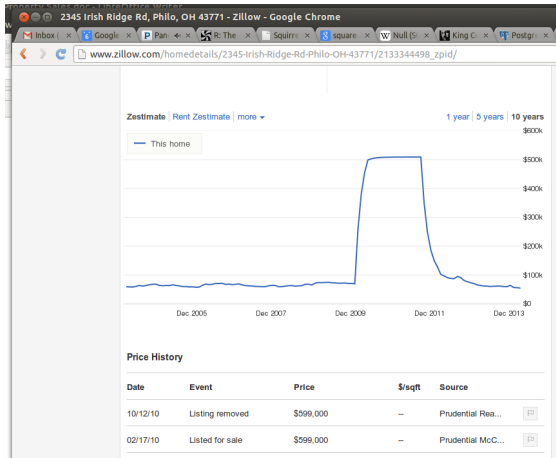 2345 Irish Ridge Rd, Philo, OH 43771 - Zillow - Google Chrome
Inbox ( Google Pan R: The Squirre square Null (S King C Postgr
www.zillow.com/homedetails/2345-Irish-Ridge-Rd-Philo-OH-43771/2133344498_zpid/
Zestimate Rent Zestimate more 1 year 5 years 10 years
This home
$600k
$500k
$400k
$300k
$200k
$100k
$0
Dec 2005 Dec 2007 Dec 2009 Dec 2011 Dec 2013
Price History
Date Event Price $/sqft Source
10/12/10 Listing removed $599,000 -- Prudential Rea...
02/17/10 Listed for sale $599,000 -- Prudential McC...